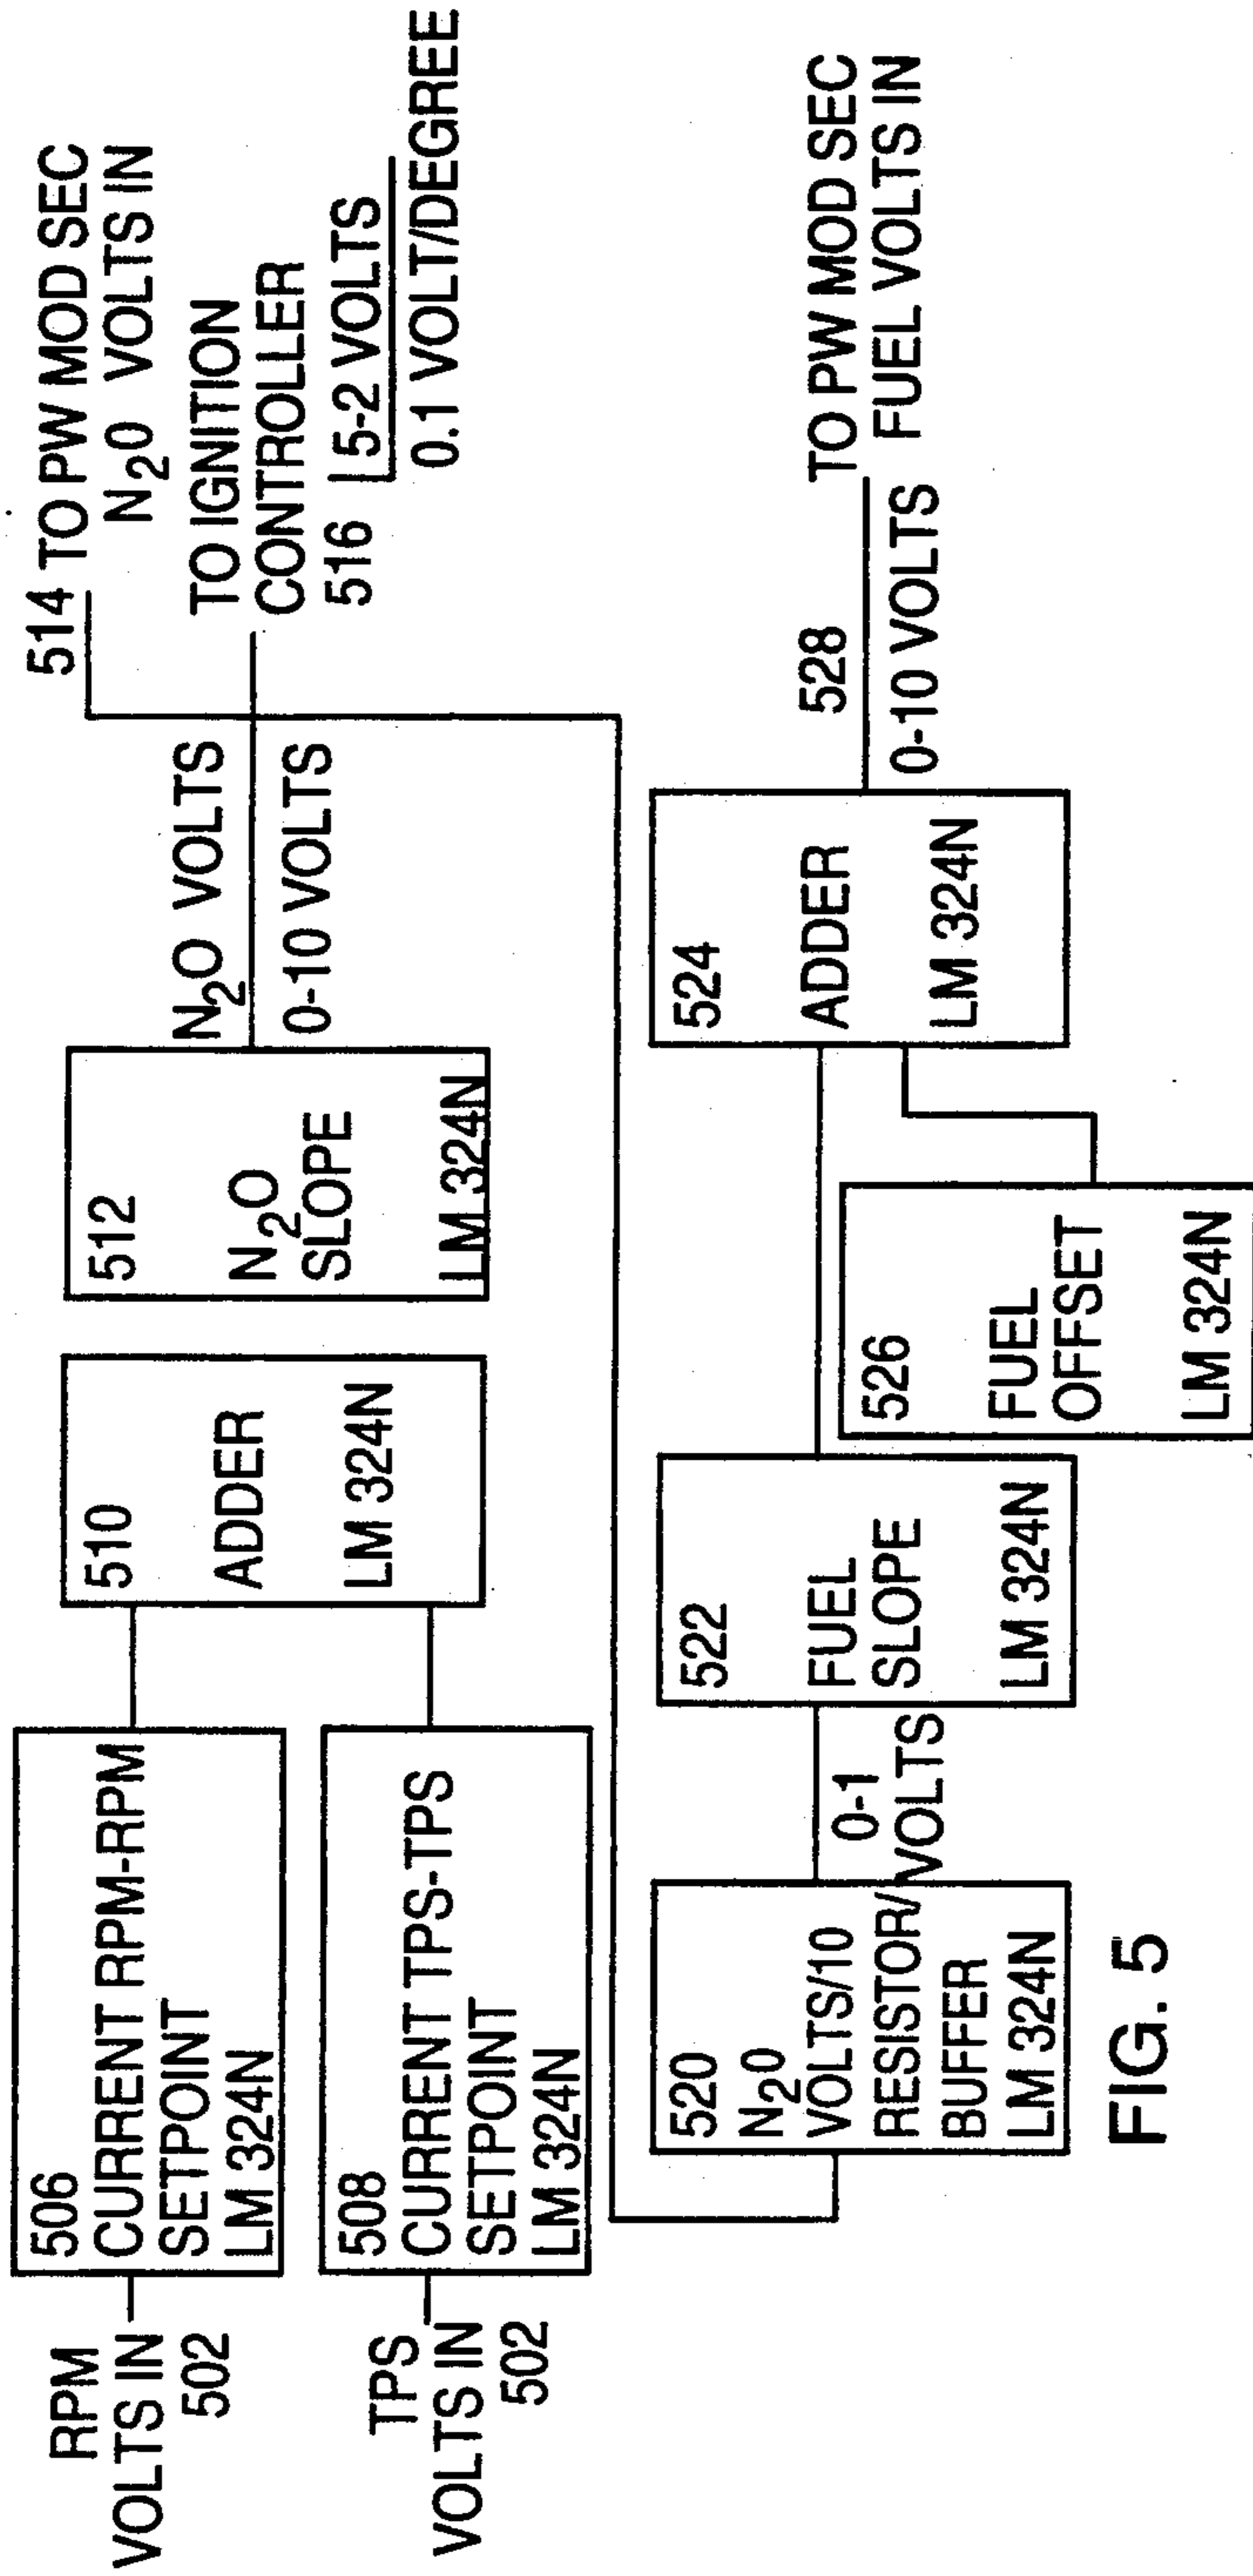 RPM
VOLTS IN
502
506
CURRENT RPM-RPM
SETPOINT
LM 324N
TPS
VOLTS IN
502
508
CURRENT TPS-TPS
SETPOINT
LM 324N
510
ADDER
LM 324N
512
N2O
SLOPE
LM 324N
N2O VOLTS
0-10 VOLTS
514 TO PW MOD SEC
N2O VOLTS IN
TO IGNITION
CONTROLLER
516 5-2 VOLTS
0.1 VOLT/DEGREE
520
N2O
VOLTS/10
RESISTOR/
BUFFER
LM 324N
0-1
VOLTS
522
FUEL
SLOPE
LM 324N
526
FUEL
OFFSET
LM 324N
524
ADDER
LM 324N
528
0-10 VOLTS
TO PW MOD SEC
FUEL VOLTS IN
FIG. 5